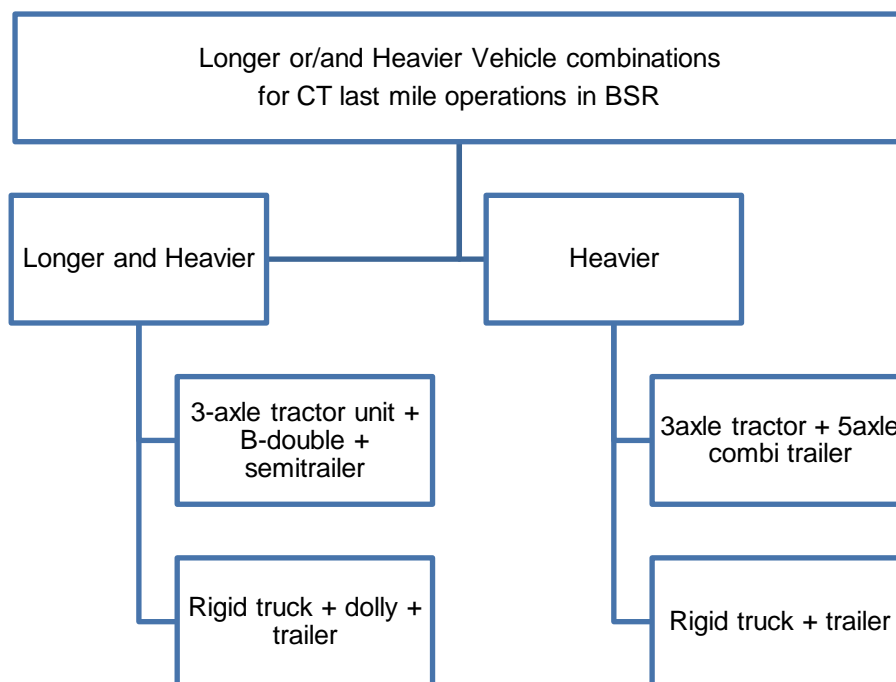 Longer or/and Heavier Vehicle combinations
for CT last mile operations in BSR
Longer and Heavier
Heavier
3-axle tractor unit +
B-double +
semitrailer
3axle tractor + 5axle
combi trailer
Rigid truck + dolly +
trailer
Rigid truck + trailer